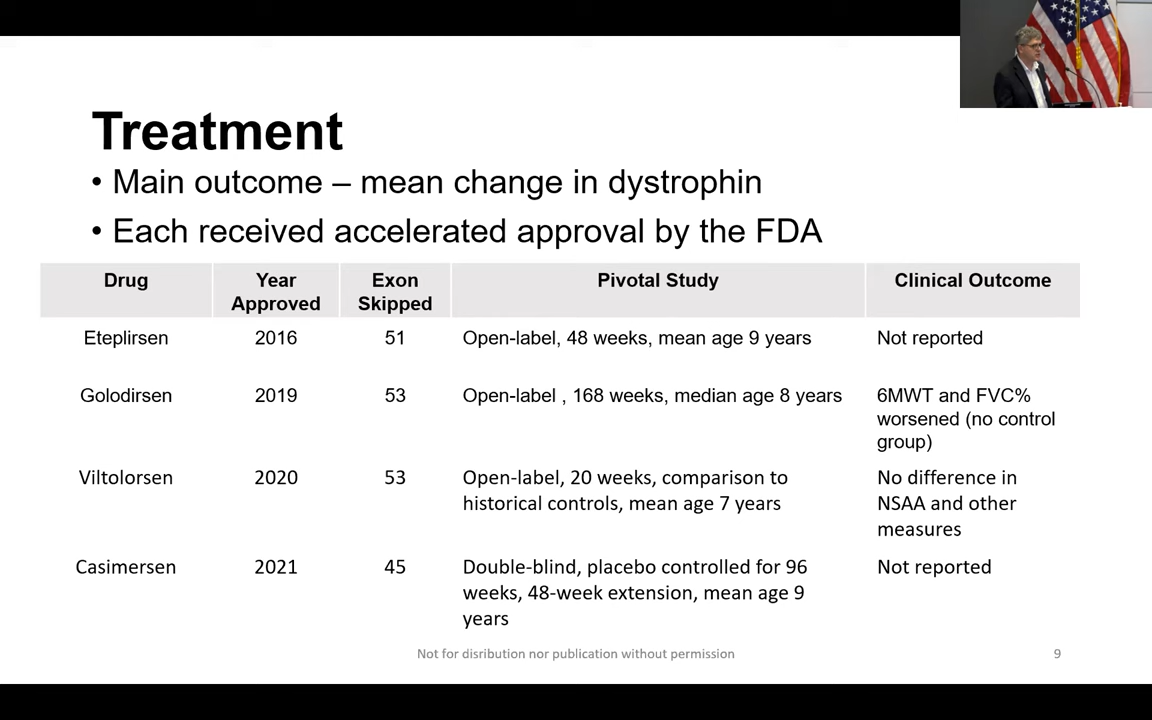 Treatment
• Main outcome – mean change in dystrophin
• Each received accelerated approval by the FDA
Drug Year Approved Exon Skipped Pivotal Study Clinical Outcome
Eteplirsen 2016 51 Open-label, 48 weeks, mean age 9 years Not reported
Golodirsen 2019 53 Open-label , 168 weeks, median age 8 years 6MWT and FVC%
worsened (no control
group)
Viltolorsen 2020 53 Open-label, 20 weeks, comparison to
historical controls, mean age 7 years
No difference in
NSAA and other
measures
Casimersen 2021 45 Double-blind, placebo controlled for 96
weeks, 48-week extension, mean age 9
years
Not reported
Not for disribution nor publication without permission
9